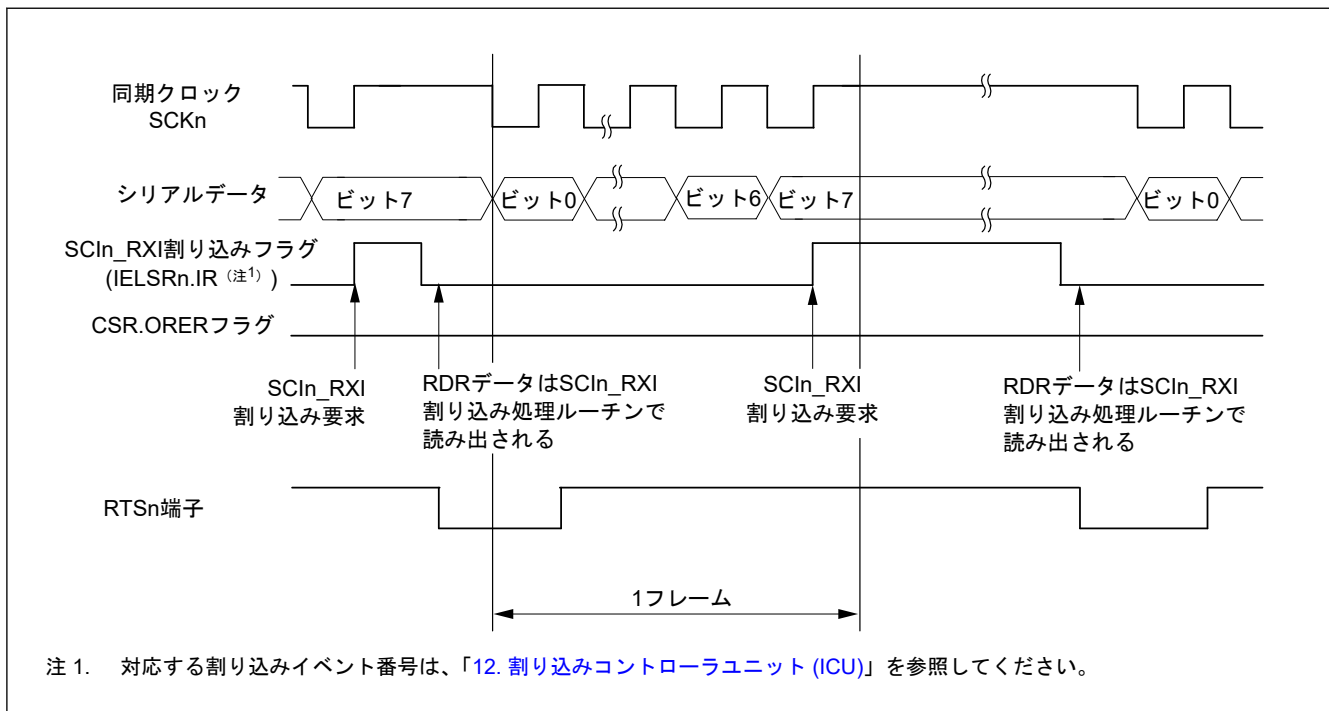 同期クロック
SCKn
シリアルデータ
ビット7
ビット0
ビット6
ビット7
ビット0
SCIn_RXI割り込みフラグ
(IELSRn.IR（注1）)
CSR.ORERフラグ
SCIn_RXI
割り込み要求
RDRデータはSCIn_RXI
割り込み処理ルーチンで
読み出される
SCIn_RXI
割り込み要求
RDRデータはSCIn_RXI
割り込み処理ルーチンで
読み出される
RTSn端子
1フレーム
注 1. 対応する割り込みイベント番号は、「12. 割り込みコントローラユニット (ICU)」を参照してください。